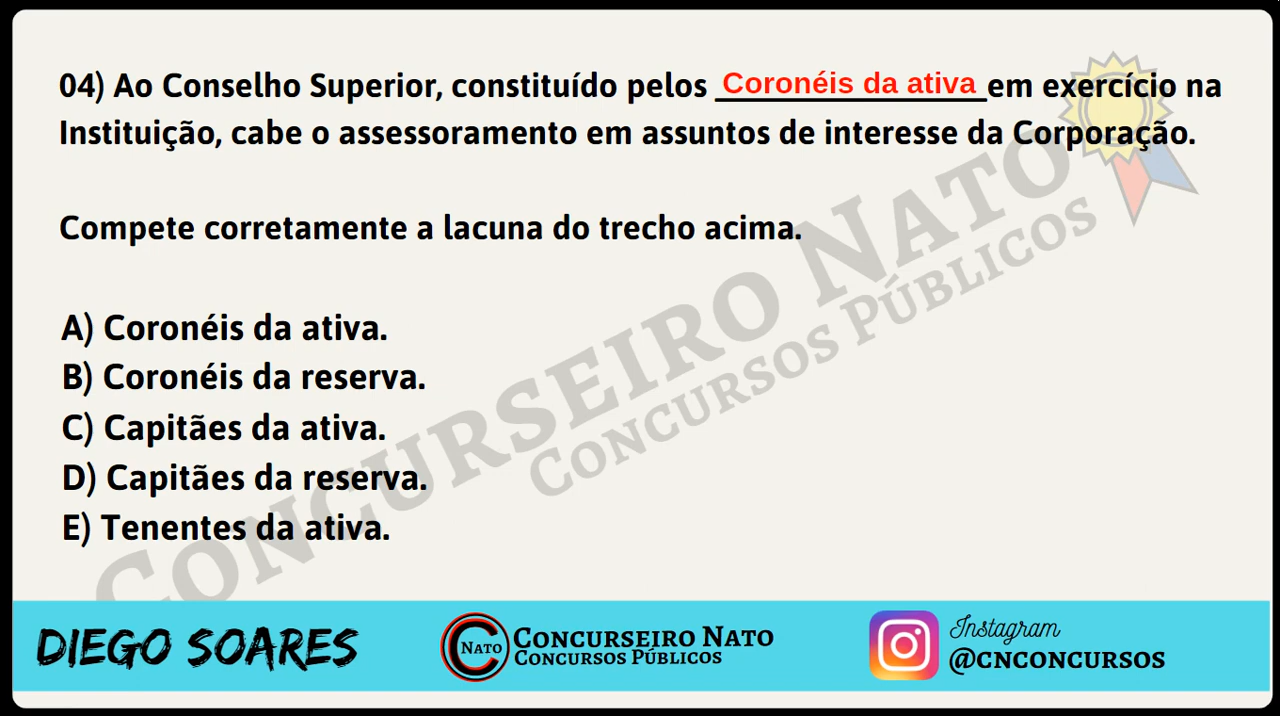 04) Ao Conselho Superior, constituído pelos Coronéis da ativa em exercício na
Instituição, cabe o assessoramento em assuntos de interesse da Corporação.
Compete corretamente a lacuna do trecho acima.
A) Coronéis da ativa.
B) Coronéis da reserva.
C) Capitães da ativa.
D) Capitães da reserva.
E) Tenentes da ativa.
CONCURSEIRO NATO
CONCURSOS PÚBLICOS
DIEGO SOARES
C NATO
CONCURSEIRO NATO
CONCURSOS PÚBLICOS
Instagram
@CNCONCURSOS